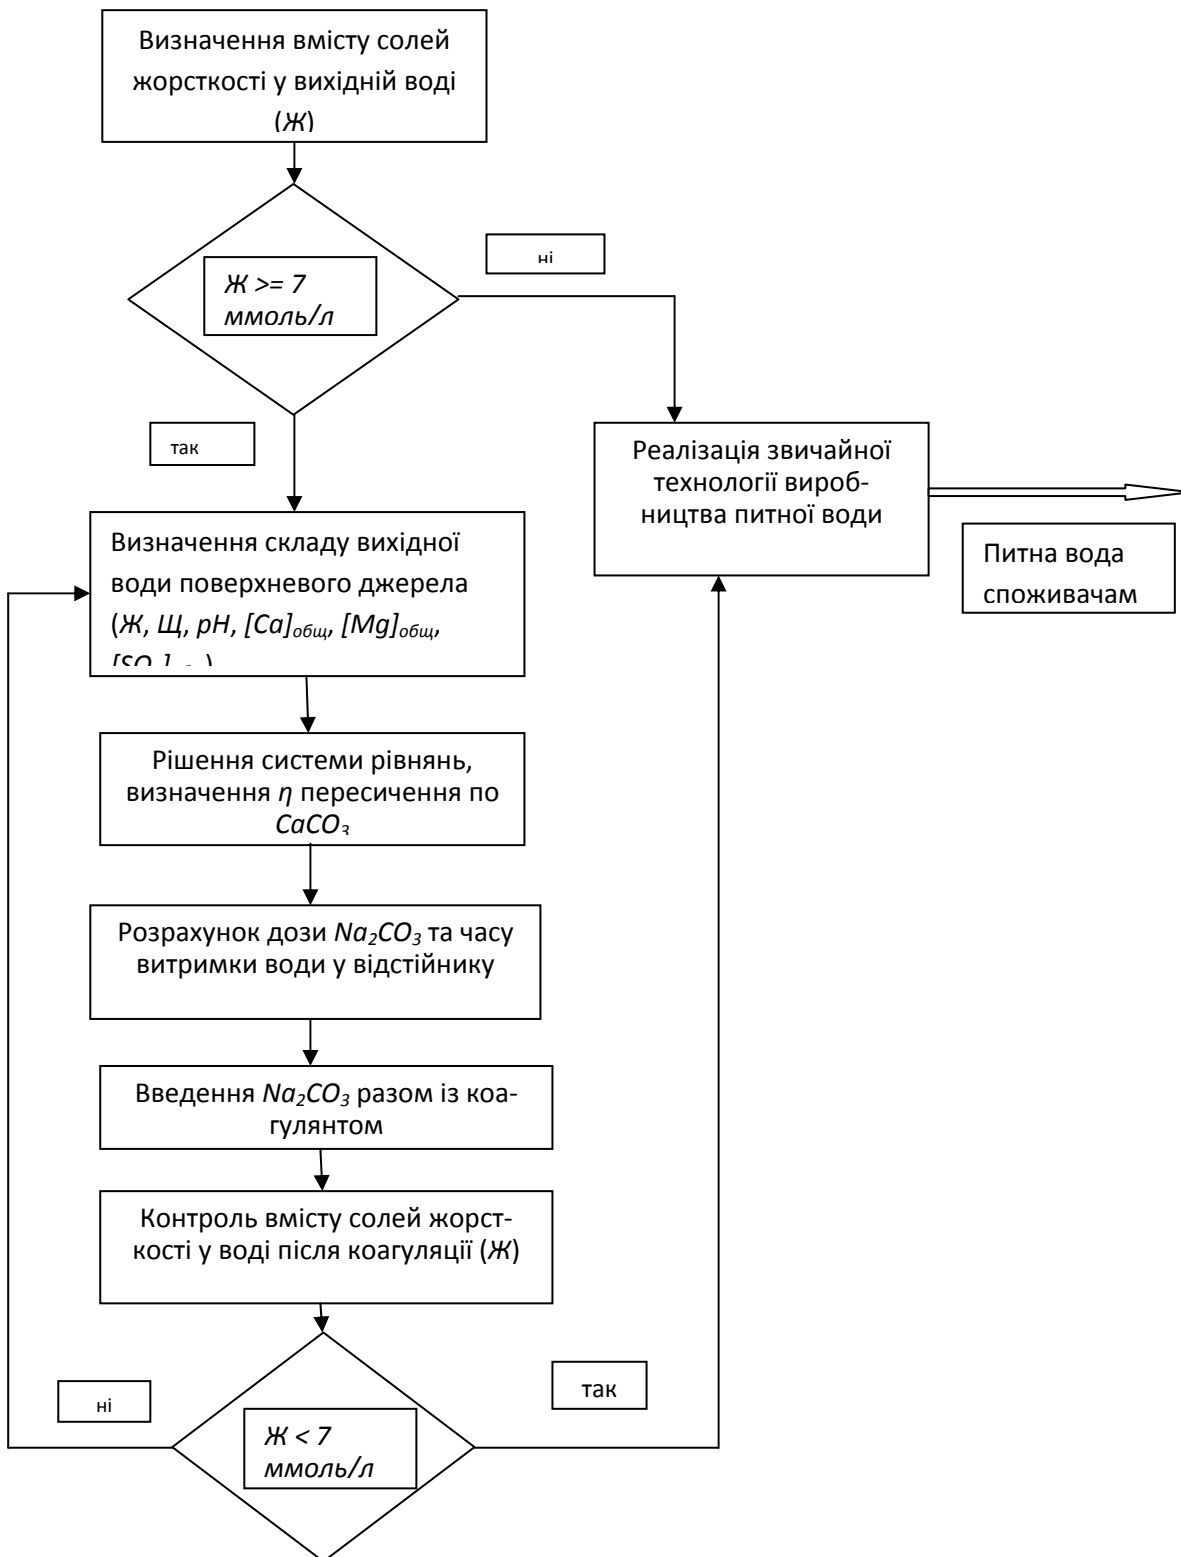 Визначення вмісту солей
жорсткості у вихідній воді
(Ж)
ні
Ж >= 7
ммоль/л
так
Реалізація звичайної
технології вироб-
ництва питної води
Питна вода
споживачам
Визначення складу вихідної
води поверхневого джерела
(Ж, Щ, pH, [Ca]общ, [Mg]общ,
Рішення системи рівнянь,
визначення η пересичення по
CaCO₃
Розрахунок дози Na₂CO₃ та часу
витримки води у відстійнику
Введення Na₂CO₃ разом із коа-
гулянтом
Контроль вмісту солей жорст-
кості у воді після коагуляції (Ж)
ні
так
Ж < 7
ммоль/л